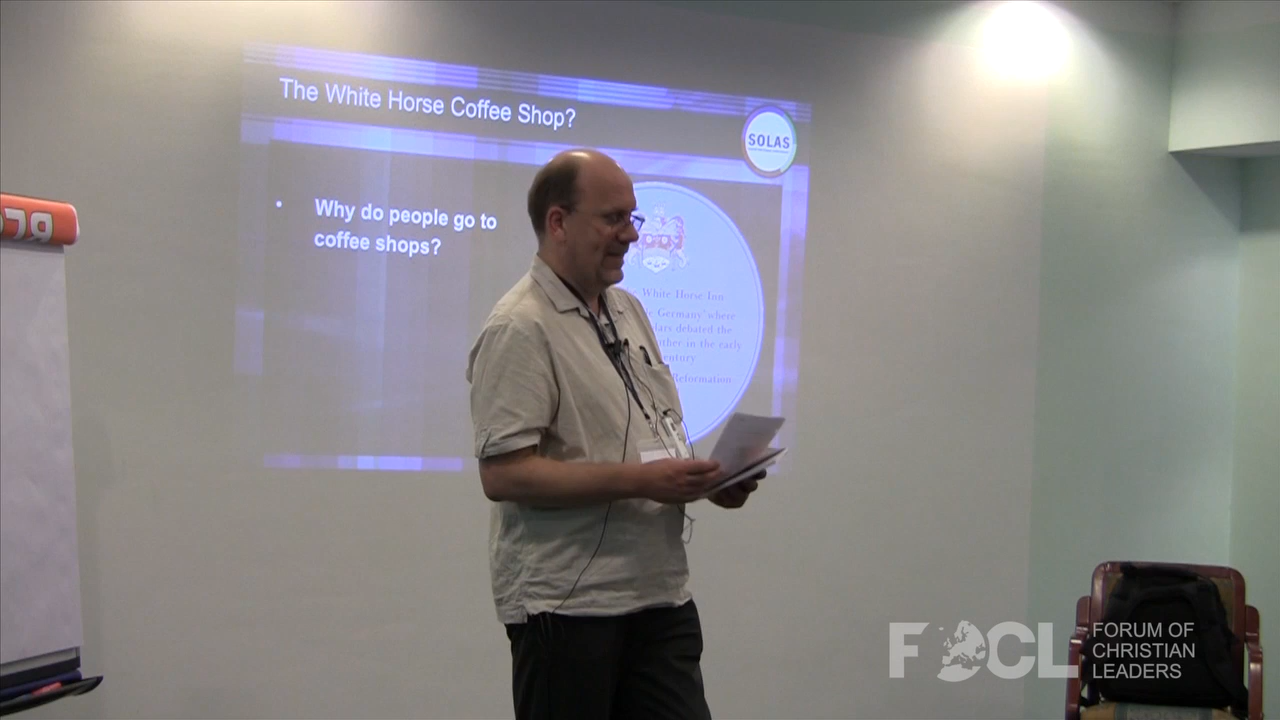 The White Horse Coffee Shop?
SOLAS
• Why do people go to
coffee shops?
White Horse Inn
Germany' where
debated the
in the early
century
Reformation
FOCL
FORUM OF
CHRISTIAN
LEADERS